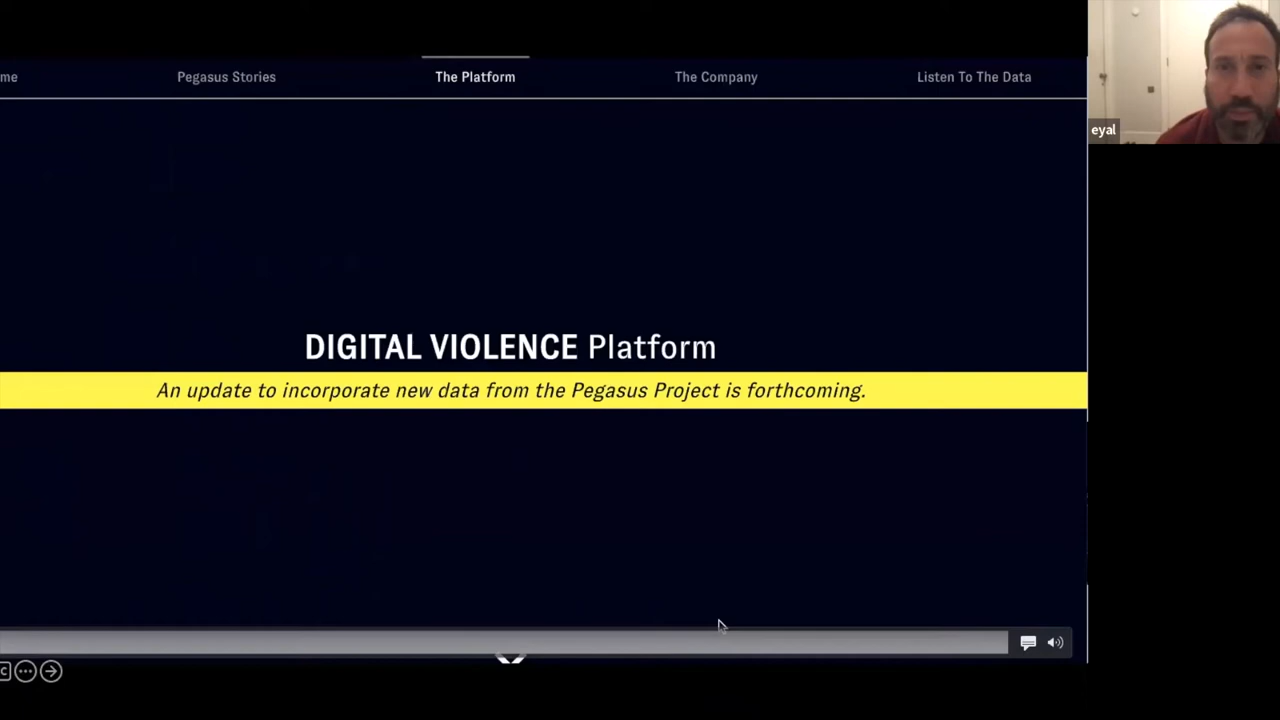 me
Pegasus Stories
The Platform
The Company
Listen To The Data
eyal
DIGITAL VIOLENCE Platform
An update to incorporate new data from the Pegasus Project is forthcoming.